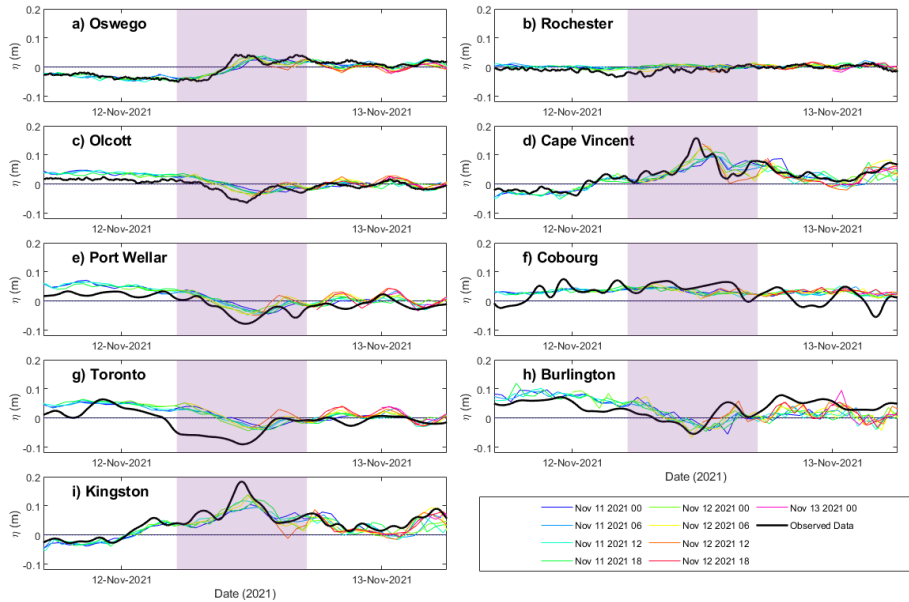 a) Oswego
0.2
0.1
0
-0.1
η (m)
12-Nov-2021
13-Nov-2021
b) Rochester
0.2
0.1
0
-0.1
η (m)
12-Nov-2021
13-Nov-2021
c) Olcott
0.2
0.1
0
-0.1
η (m)
12-Nov-2021
13-Nov-2021
d) Cape Vincent
0.2
0.1
0
-0.1
η (m)
12-Nov-2021
13-Nov-2021
e) Port Wellar
0.2
0.1
0
-0.1
η (m)
12-Nov-2021
13-Nov-2021
f) Cobourg
0.2
0.1
0
-0.1
η (m)
12-Nov-2021
13-Nov-2021
g) Toronto
0.2
0.1
0
-0.1
η (m)
12-Nov-2021
13-Nov-2021
h) Burlington
0.2
0.1
0
-0.1
η (m)
12-Nov-2021
13-Nov-2021
Date (2021)
i) Kingston
0.2
0.1
0
-0.1
η (m)
12-Nov-2021
13-Nov-2021
Date (2021)
Nov 11 2021 00
Nov 11 2021 06
Nov 11 2021 12
Nov 11 2021 18
Nov 12 2021 00
Nov 12 2021 06
Nov 12 2021 12
Nov 12 2021 18
Nov 13 2021 00
Observed Data